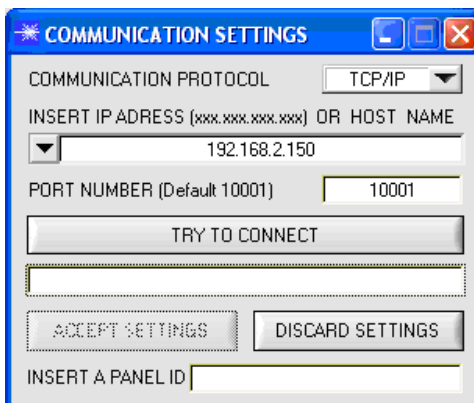 COMMUNICATION SETTINGS
COMMUNICATION PROTOCOL TCP/IP
INSERT IP ADRESS (xxx.xxx.xxx.xxx) OR HOST NAME
192.168.2.150
PORT NUMBER (Default 10001) 10001
TRY TO CONNECT
ACCEPT SETTINGS DISCARD SETTINGS
INSERT A PANEL ID